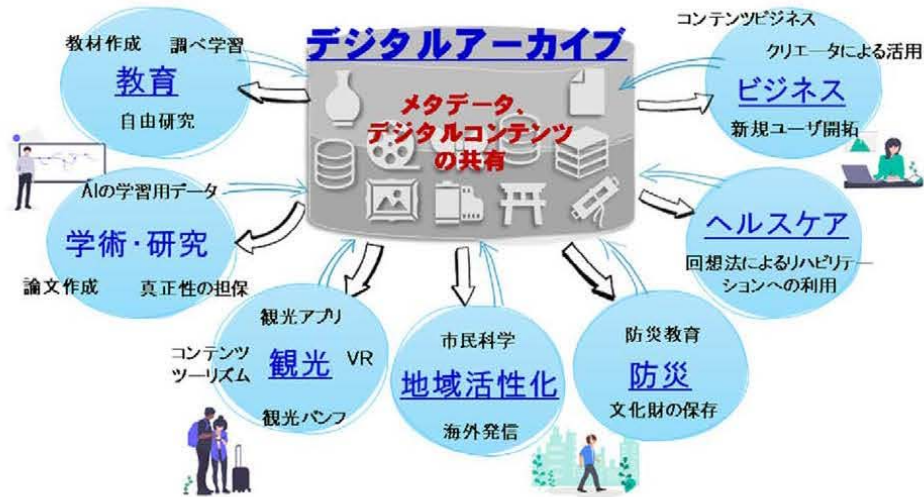 デジタルアーカイブ
メタデータ、
デジタルコンテンツ
の共有
教材作成 調べ学習
教育
自由研究
AIの学習用データ
学術・研究
論文作成 真正性の担保
観光アプリ
コンテンツ
ツーリズム
観光 VR
観光パンフ
市民科学
地域活性化
海外発信
防災教育
防災
文化財の保存
ヘルスケア
回想法によるリハビリテー
ションへの利用
コンテンツビジネス
クリエータによる活用
ビジネス
新規ユーザ開拓